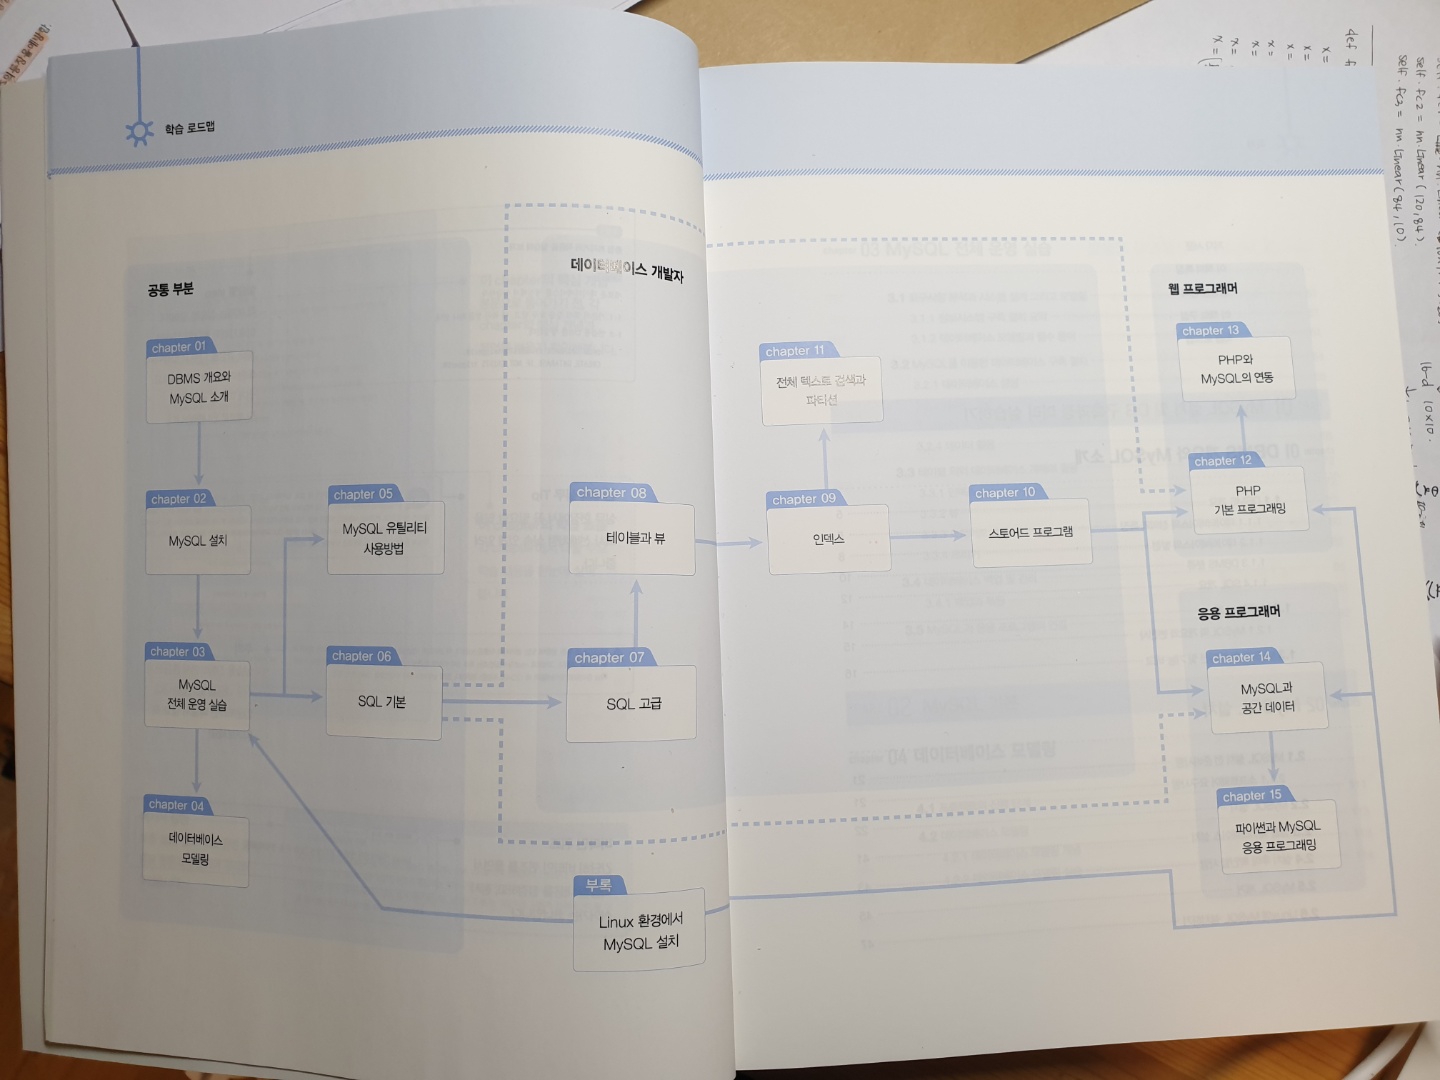 학습 로드맵
공통 부분
chapter 01
DBMS 개요와
MySQL 소개
chapter 02
MySQL 설치
chapter 03
MySQL
전체 운영 실습
chapter 04
데이터베이스
모델링
chapter 05
MySQL 유틸리티
사용방법
chapter 06
SQL 기본
데이터베이스 개발자
chapter 07
SQL 고급
chapter 08
테이블과 뷰
chapter 09
인덱스
chapter 10
스토어드 프로그램
chapter 11
전체 텍스트 검색과
파티션
웹 프로그래머
chapter 13
PHP와
MySQL의 연동
chapter 12
PHP
기본 프로그래밍
응용 프로그래머
chapter 14
MySQL과
공간 데이터
chapter 15
파이썬과 MySQL
응용 프로그래밍
부록
Linux 환경에서
MySQL 설치
def f
x =
x =
x =
x =
x =
x =
x =
self. fc2 = nn.Linear(120,84).
self. fc3 = nn.Linear(84,10).
10x10.